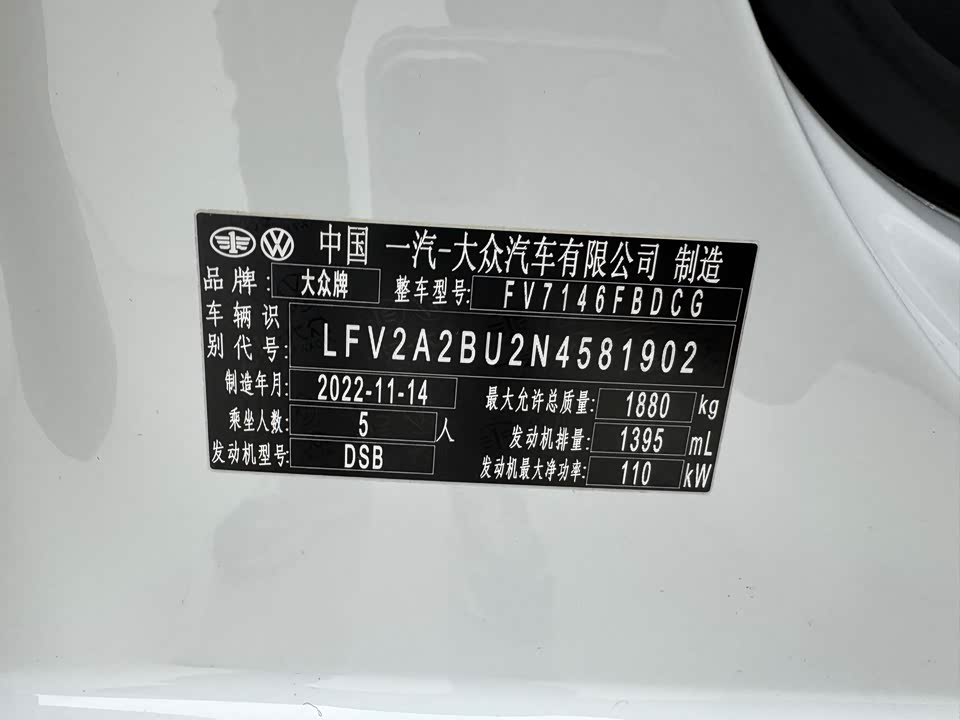 中国 一汽-大众汽车有限公司 制造
品牌: 大众牌 整车型号: FV7146FBDCG
车辆识
别代号: LFV2A2BU2N4581902
制造年月: 2022-11-14 最大允许总质量: 1880 kg
乘坐人数: 5 人 发动机排量: 1395 mL
发动机型号: DSB 发动机最大净功率: 110 kW